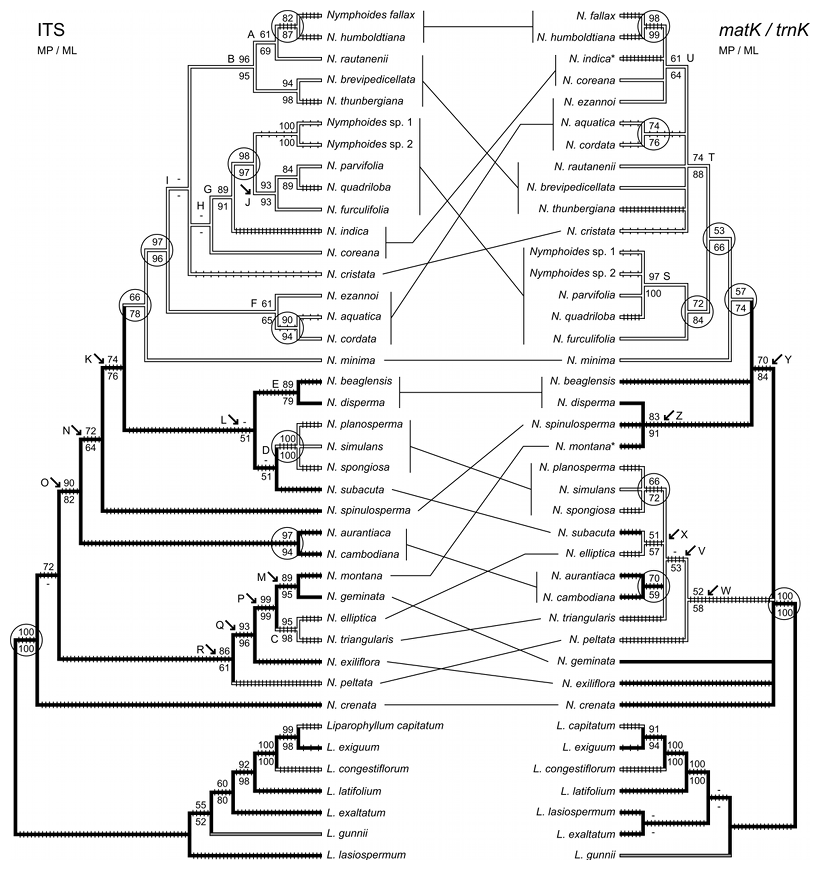 ITS
MP / ML
matK / trnK
MP / ML
Nymphoides fallax
N. humboldtiana
N. rautanenii
N. brevipedicellata
N. thunbergiana
Nymphoides sp. 1
Nymphoides sp. 2
N. parvifolia
N. quadriloba
N. furculifolia
N. indica
N. coreana
N. cristata
N. ezannoi
N. aquatica
N. cordata
N. minima
N. beaglensis
N. disperma
N. planosperma
N. simulans
N. spongiosa
N. subacuta
N. spinulosperma
N. aurantiaca
N. cambodiana
N. montana
N. geminata
N. elliptica
N. triangularis
N. exiliflora
N. peltata
N. crenata
Liparophyllum capitatum
L. exiguum
L. congestiflorum
L. latifolium
L. exaltatum
L. gunnii
L. lasiospermum
N. fallax
N. humboldtiana
N. indica*
N. coreana
N. ezannoi
N. aquatica
N. cordata
N. rautanenii
N. brevipedicellata
N. thunbergiana
N. cristata
Nymphoides sp. 1
Nymphoides sp. 2
N. parvifolia
N. quadriloba
N. furculifolia
N. minima
N. beaglensis
N. disperma
N. spinulosperma
N. montana*
N. planosperma
N. simulans
N. spongiosa
N. subacuta
N. elliptica
N. aurantiaca
N. cambodiana
N. triangularis
N. peltata
N. geminata
N. exiliflora
N. crenata
L. capitatum
L. exiguum
L. congestiflorum
L. latifolium
L. lasiospermum
L. exaltatum
L. gunnii
82
87
A 61
69
B 96
95
94
98
100
100
98
97
84
89
93
93
J
G 89
91
H -
-
I -
-
97
96
F 61
65
90
94
66
78
K 74
76
E 89
79
L -
51
100
100
D -
51
N 72
64
O 90
82
97
94
M 89
95
P 99
99
95
C 98
Q 93
96
R 86
61
72
-
100
100
99
98
100
100
92
98
60
80
55
52
98
99
61 U
64
74
76
74 T
88
53
66
97 S
100
72
84
57
74
70 Y
84
83 Z
91
66
72
51 X
57
- V
53
70
59
52 W
58
100
100
91
94
100
100
100
100
-
-
-
-